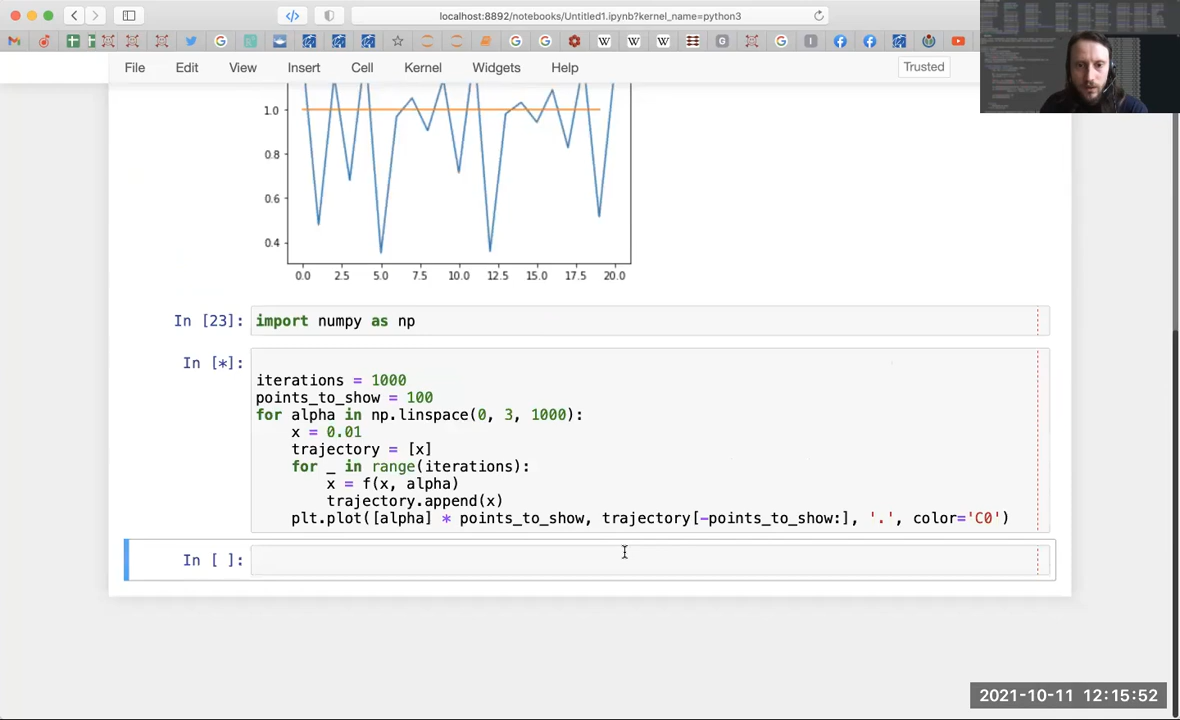 localhost:8892/notebooks/Untitled1.ipynb?kernel_name=python3
File Edit View Insert Cell Kernel Widgets Help Trusted
1.0
0.8
0.6
0.4
0.0 2.5 5.0 7.5 10.0 12.5 15.0 17.5 20.0
In [23]: import numpy as np
In [*]:
iterations = 1000
points_to_show = 100
for alpha in np.linspace(0, 3, 1000):
x = 0.01
trajectory = [x]
for _ in range(iterations):
x = f(x, alpha)
trajectory.append(x)
plt.plot([alpha] * points_to_show, trajectory[-points_to_show:], '.', color='C0')
In [ ]:
2021-10-11 12:15:52